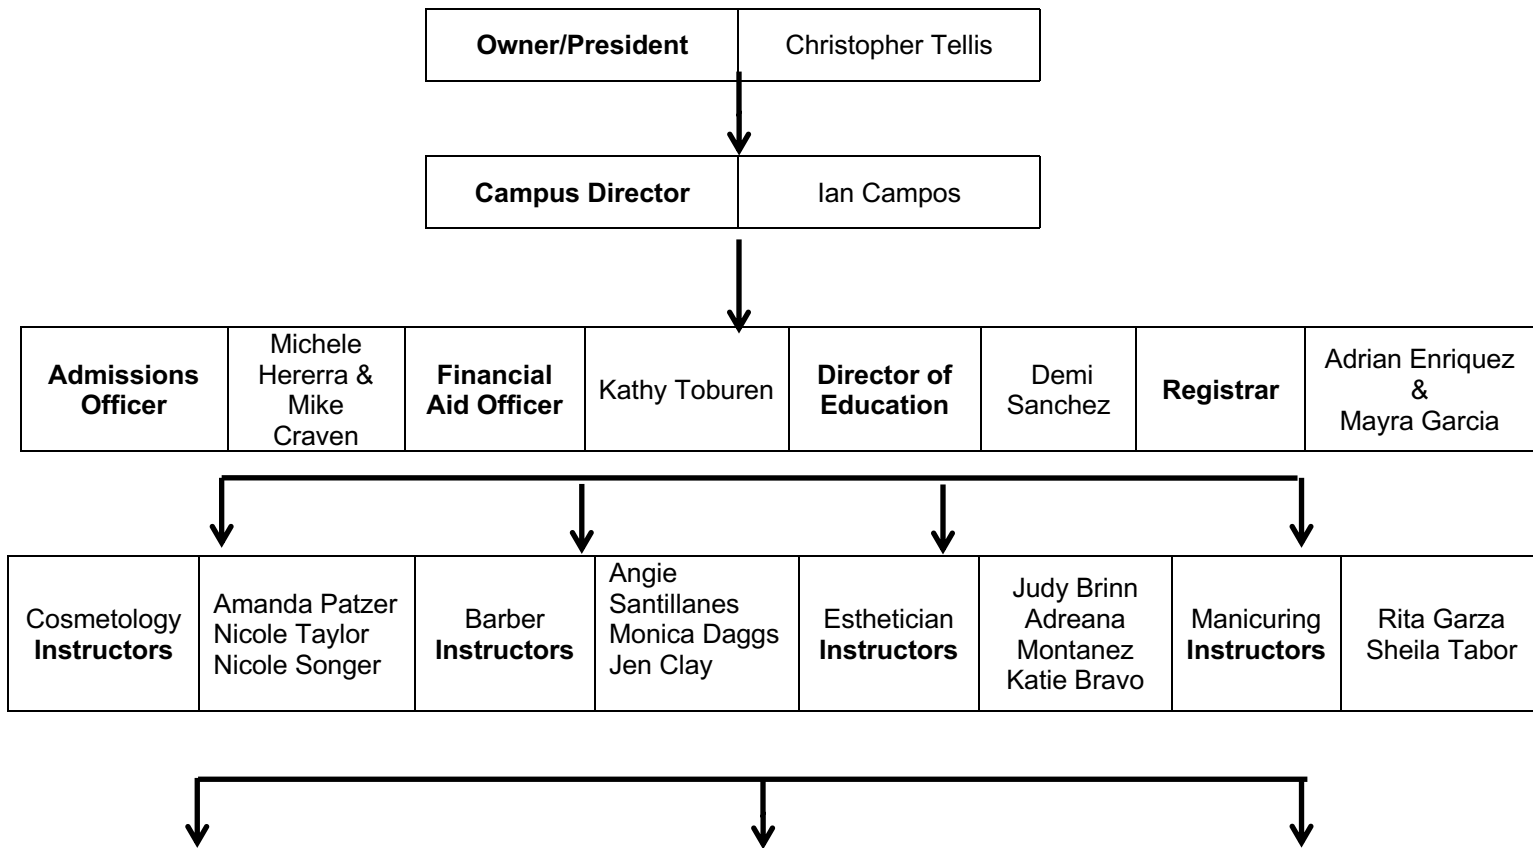 Owner/President
Christopher Tellis
Campus Director
Ian Campos
Admissions
Officer
Michele
Hererra &
Mike
Craven
Financial
Aid Officer
Kathy Toburen
Director of
Education
Demi
Sanchez
Registrar
Adrian Enriquez
&
Mayra Garcia
Cosmetology
Instructors
Amanda Patzer
Nicole Taylor
Nicole Songer
Barber
Instructors
Angie
Santillanes
Monica Daggs
Jen Clay
Esthetician
Instructors
Judy Brinn
Adreana
Montanez
Katie Bravo
Manicuring
Instructors
Rita Garza
Sheila Tabor